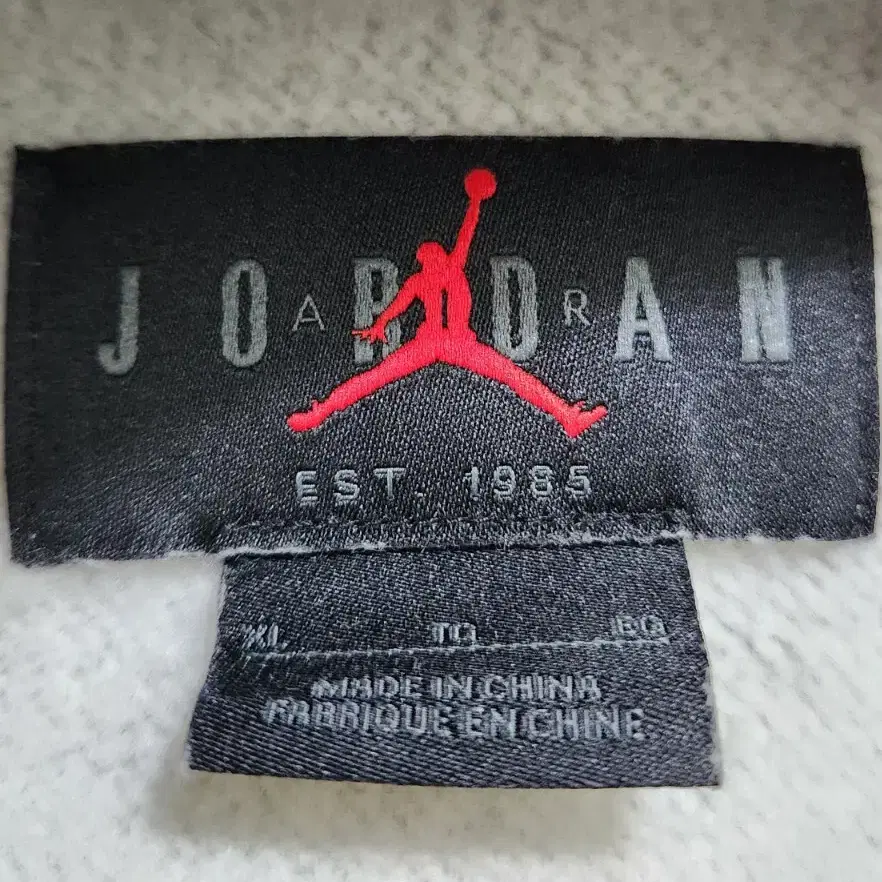 JORDAN
AIR
EST. 1985
XL TG EG
MADE IN CHINA
FABRIQUE EN CHINE